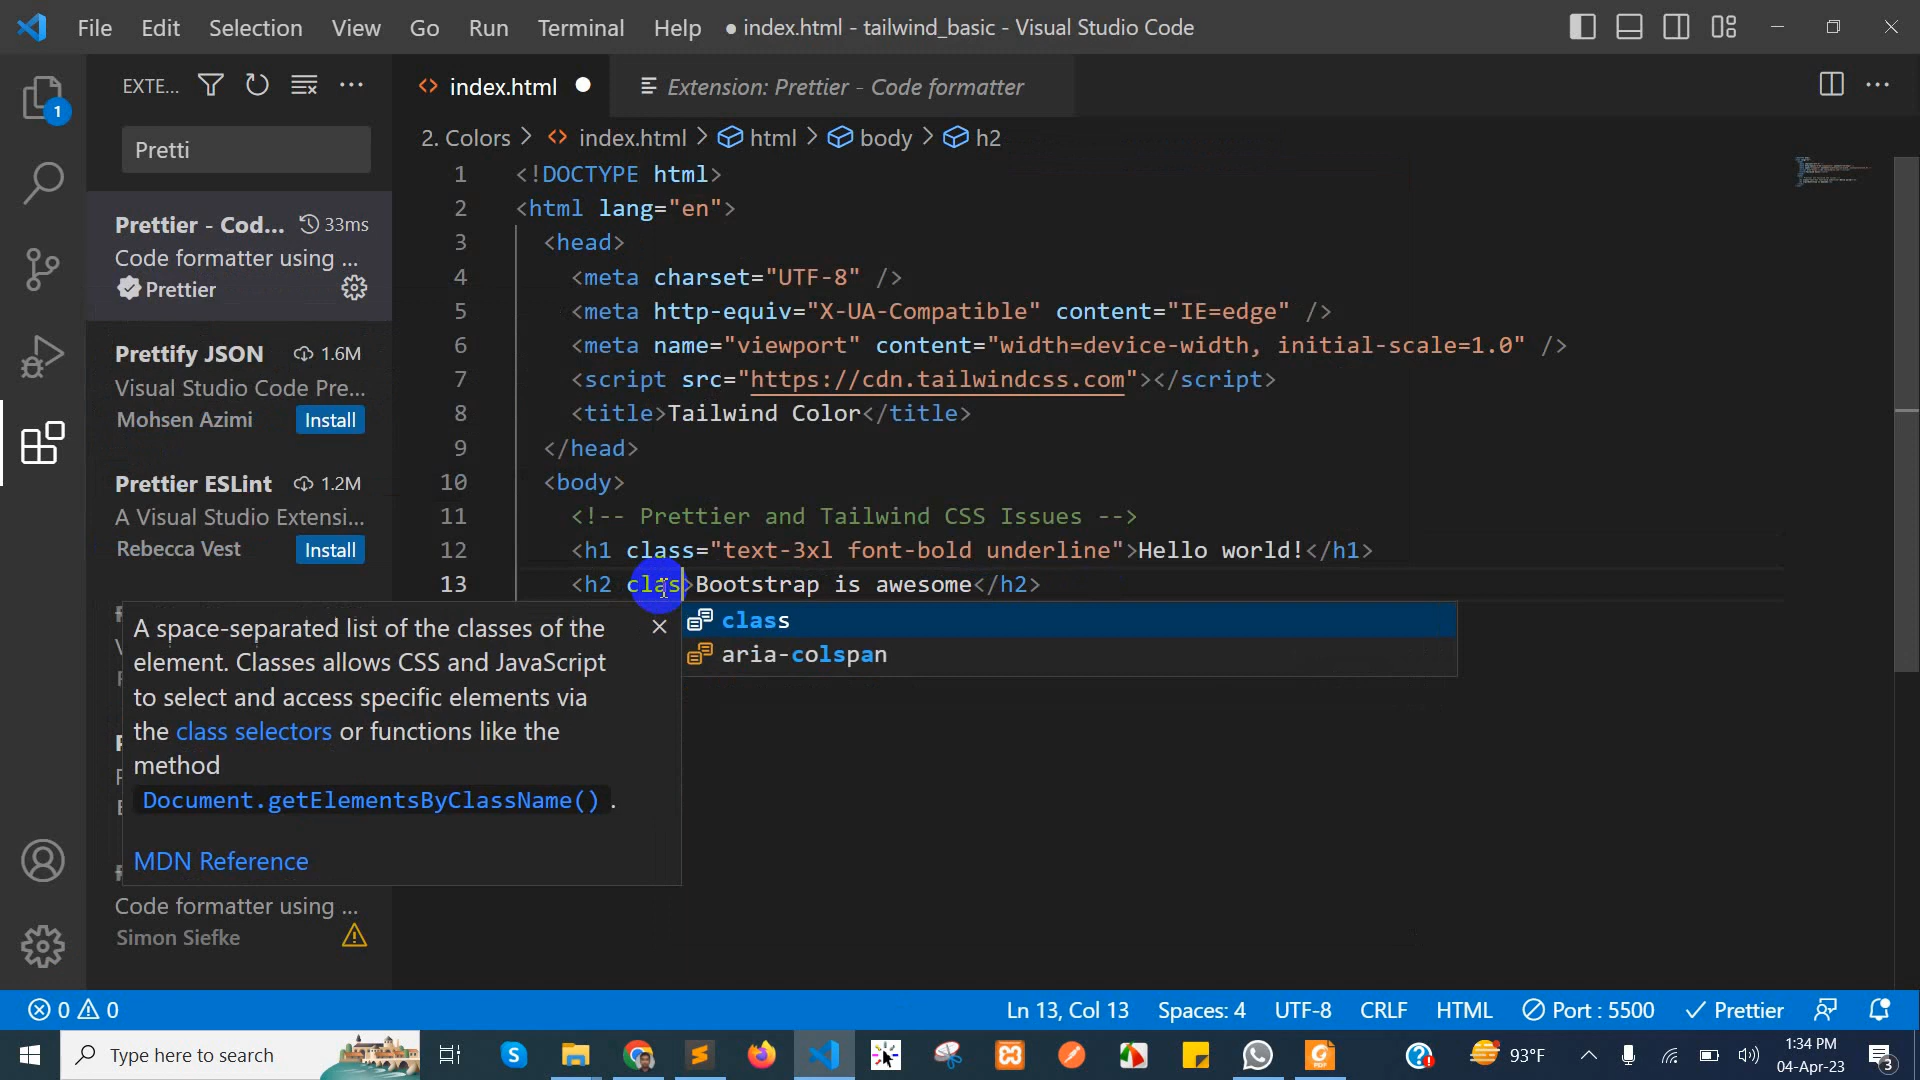 File Edit Selection View Go Run Terminal Help ● index.html - tailwind_basic - Visual Studio Code
EXTE... index.html Extension: Prettier - Code formatter
1
Pretti
2. Colors > index.html > html > body > h2
Prettier - Cod... 33ms
Code formatter using ...
Prettier
Prettify JSON 1.6M
Visual Studio Code Pre...
Mohsen Azimi Install
Prettier ESLint 1.2M
A Visual Studio Extensi...
Rebecca Vest Install
Code formatter using ...
Simon Siefke
1 <!DOCTYPE html>
2 <html lang="en">
3 <head>
4 <meta charset="UTF-8" />
5 <meta http-equiv="X-UA-Compatible" content="IE=edge" />
6 <meta name="viewport" content="width=device-width, initial-scale=1.0" />
7 <script src="https://cdn.tailwindcss.com"></script>
8 <title>Tailwind Color</title>
9 </head>
10 <body>
11 <!-- Prettier and Tailwind CSS Issues -->
12 <h1 class="text-3xl font-bold underline">Hello world!</h1>
13 <h2 clas>Bootstrap is awesome</h2>
class
aria-colspan
A space-separated list of the classes of the
element. Classes allows CSS and JavaScript
to select and access specific elements via
the class selectors or functions like the
method
Document.getElementsByClassName() .
MDN Reference
0 0 Ln 13, Col 13 Spaces: 4 UTF-8 CRLF HTML Port : 5500 Prettier
Type here to search 93°F 1:34 PM
04-Apr-23 3